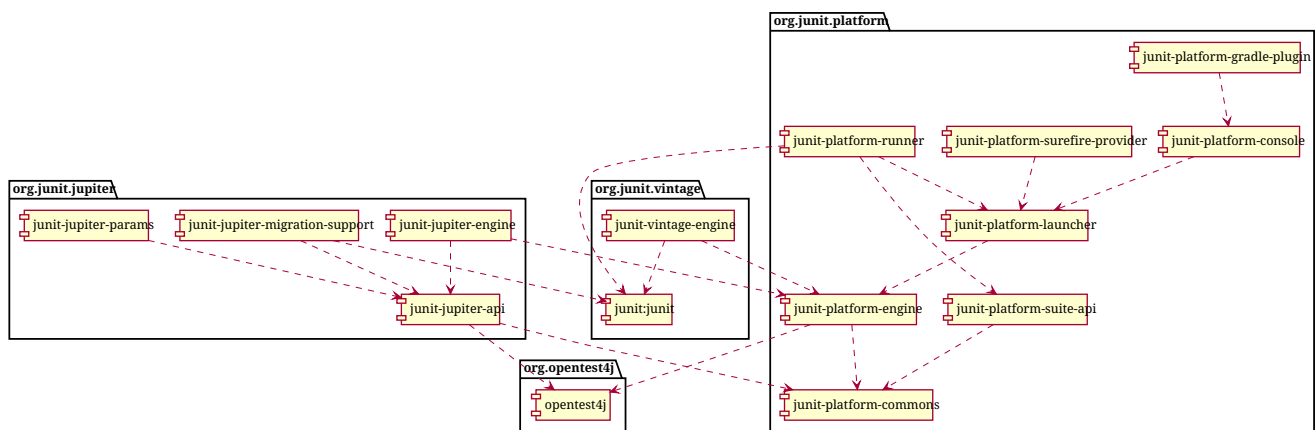 org.junit.platform
junit-platform-gradle-plugin
junit-platform-runner
junit-platform-surefire-provider
junit-platform-console
org.junit.jupiter
org.junit.vintage
junit-jupiter-params
junit-jupiter-migration-support
junit-jupiter-engine
junit-vintage-engine
junit-platform-launcher
junit-jupiter-api
junit:junit
junit-platform-engine
junit-platform-suite-api
org.opentest4j
opentest4j
junit-platform-commons